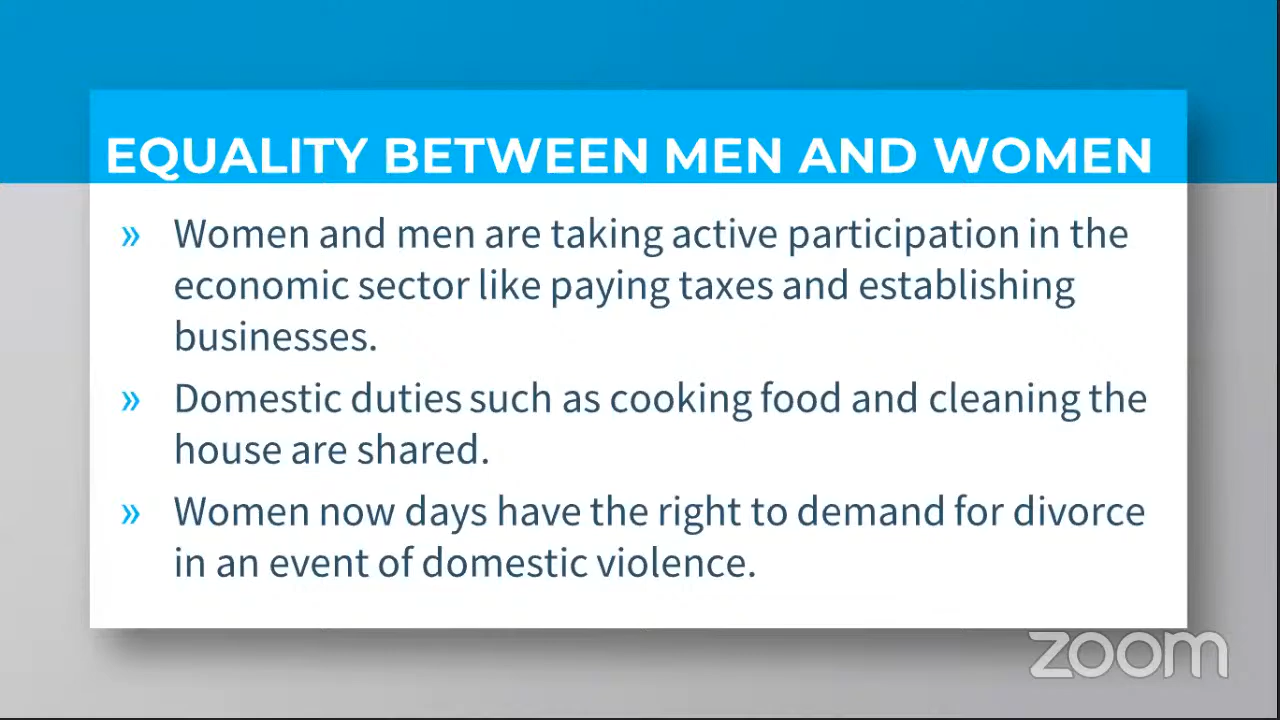 EQUALITY BETWEEN MEN AND WOMEN
» Women and men are taking active participation in the
economic sector like paying taxes and establishing
businesses.
» Domestic duties such as cooking food and cleaning the
house are shared.
» Women now days have the right to demand for divorce
in an event of domestic violence.
zoom